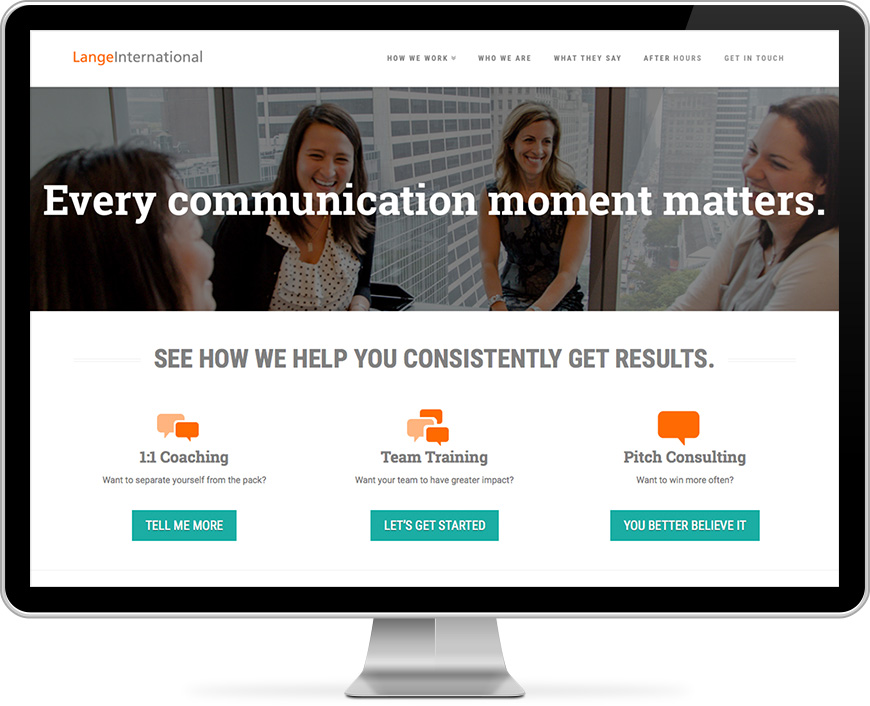 LangeInternational
HOW WE WORK WHO WE ARE WHAT THEY SAY AFTER HOURS GET IN TOUCH
Every communication moment matters.
SEE HOW WE HELP YOU CONSISTENTLY GET RESULTS.
1:1 Coaching Team Training Pitch Consulting
Want to separate yourself from the pack? Want your team to have greater impact? Want to win more often?
TELL ME MORE LET'S GET STARTED YOU BETTER BELIEVE IT